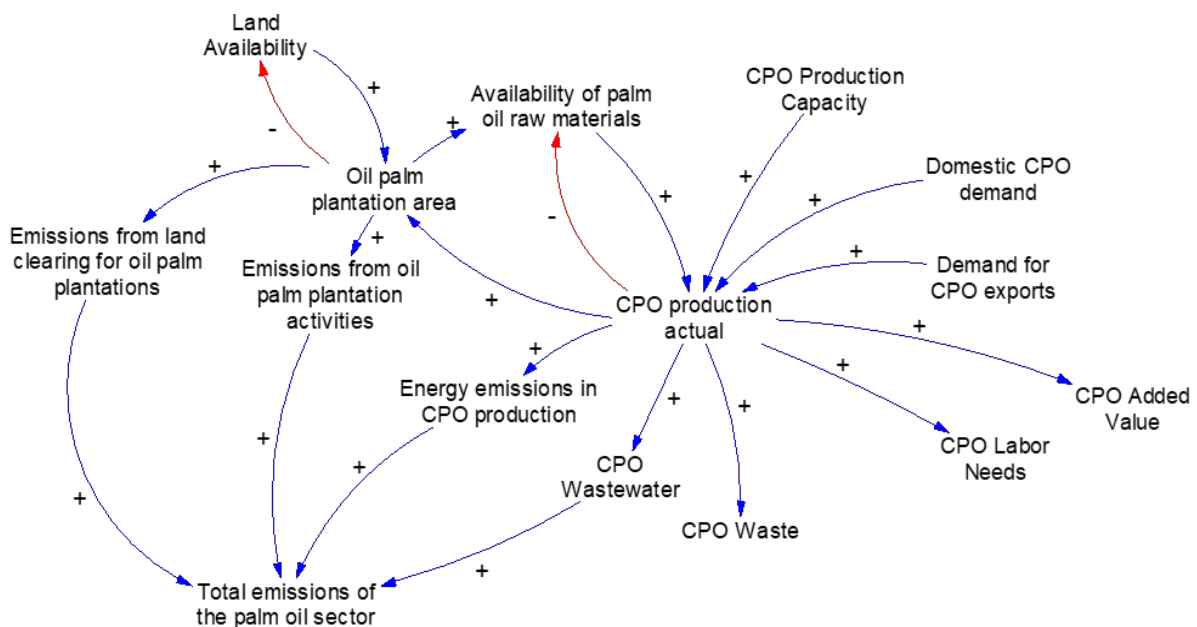 Land
Availability
+
-
+
+
Availability of palm
oil raw materials
CPO Production
Capacity
Oil palm
plantation area
+
-
+
+
Domestic CPO
demand
+
Emissions from land
clearing for oil palm
plantations
+
Emissions from oil
palm plantation
activities
+
Demand for
CPO exports
CPO production
actual
+
+
+
+
Energy emissions in
CPO production
+
+
CPO Added
Value
+
+
CPO Labor
Needs
CPO
Wastewater
+
CPO Waste
+
Total emissions of
the palm oil sector